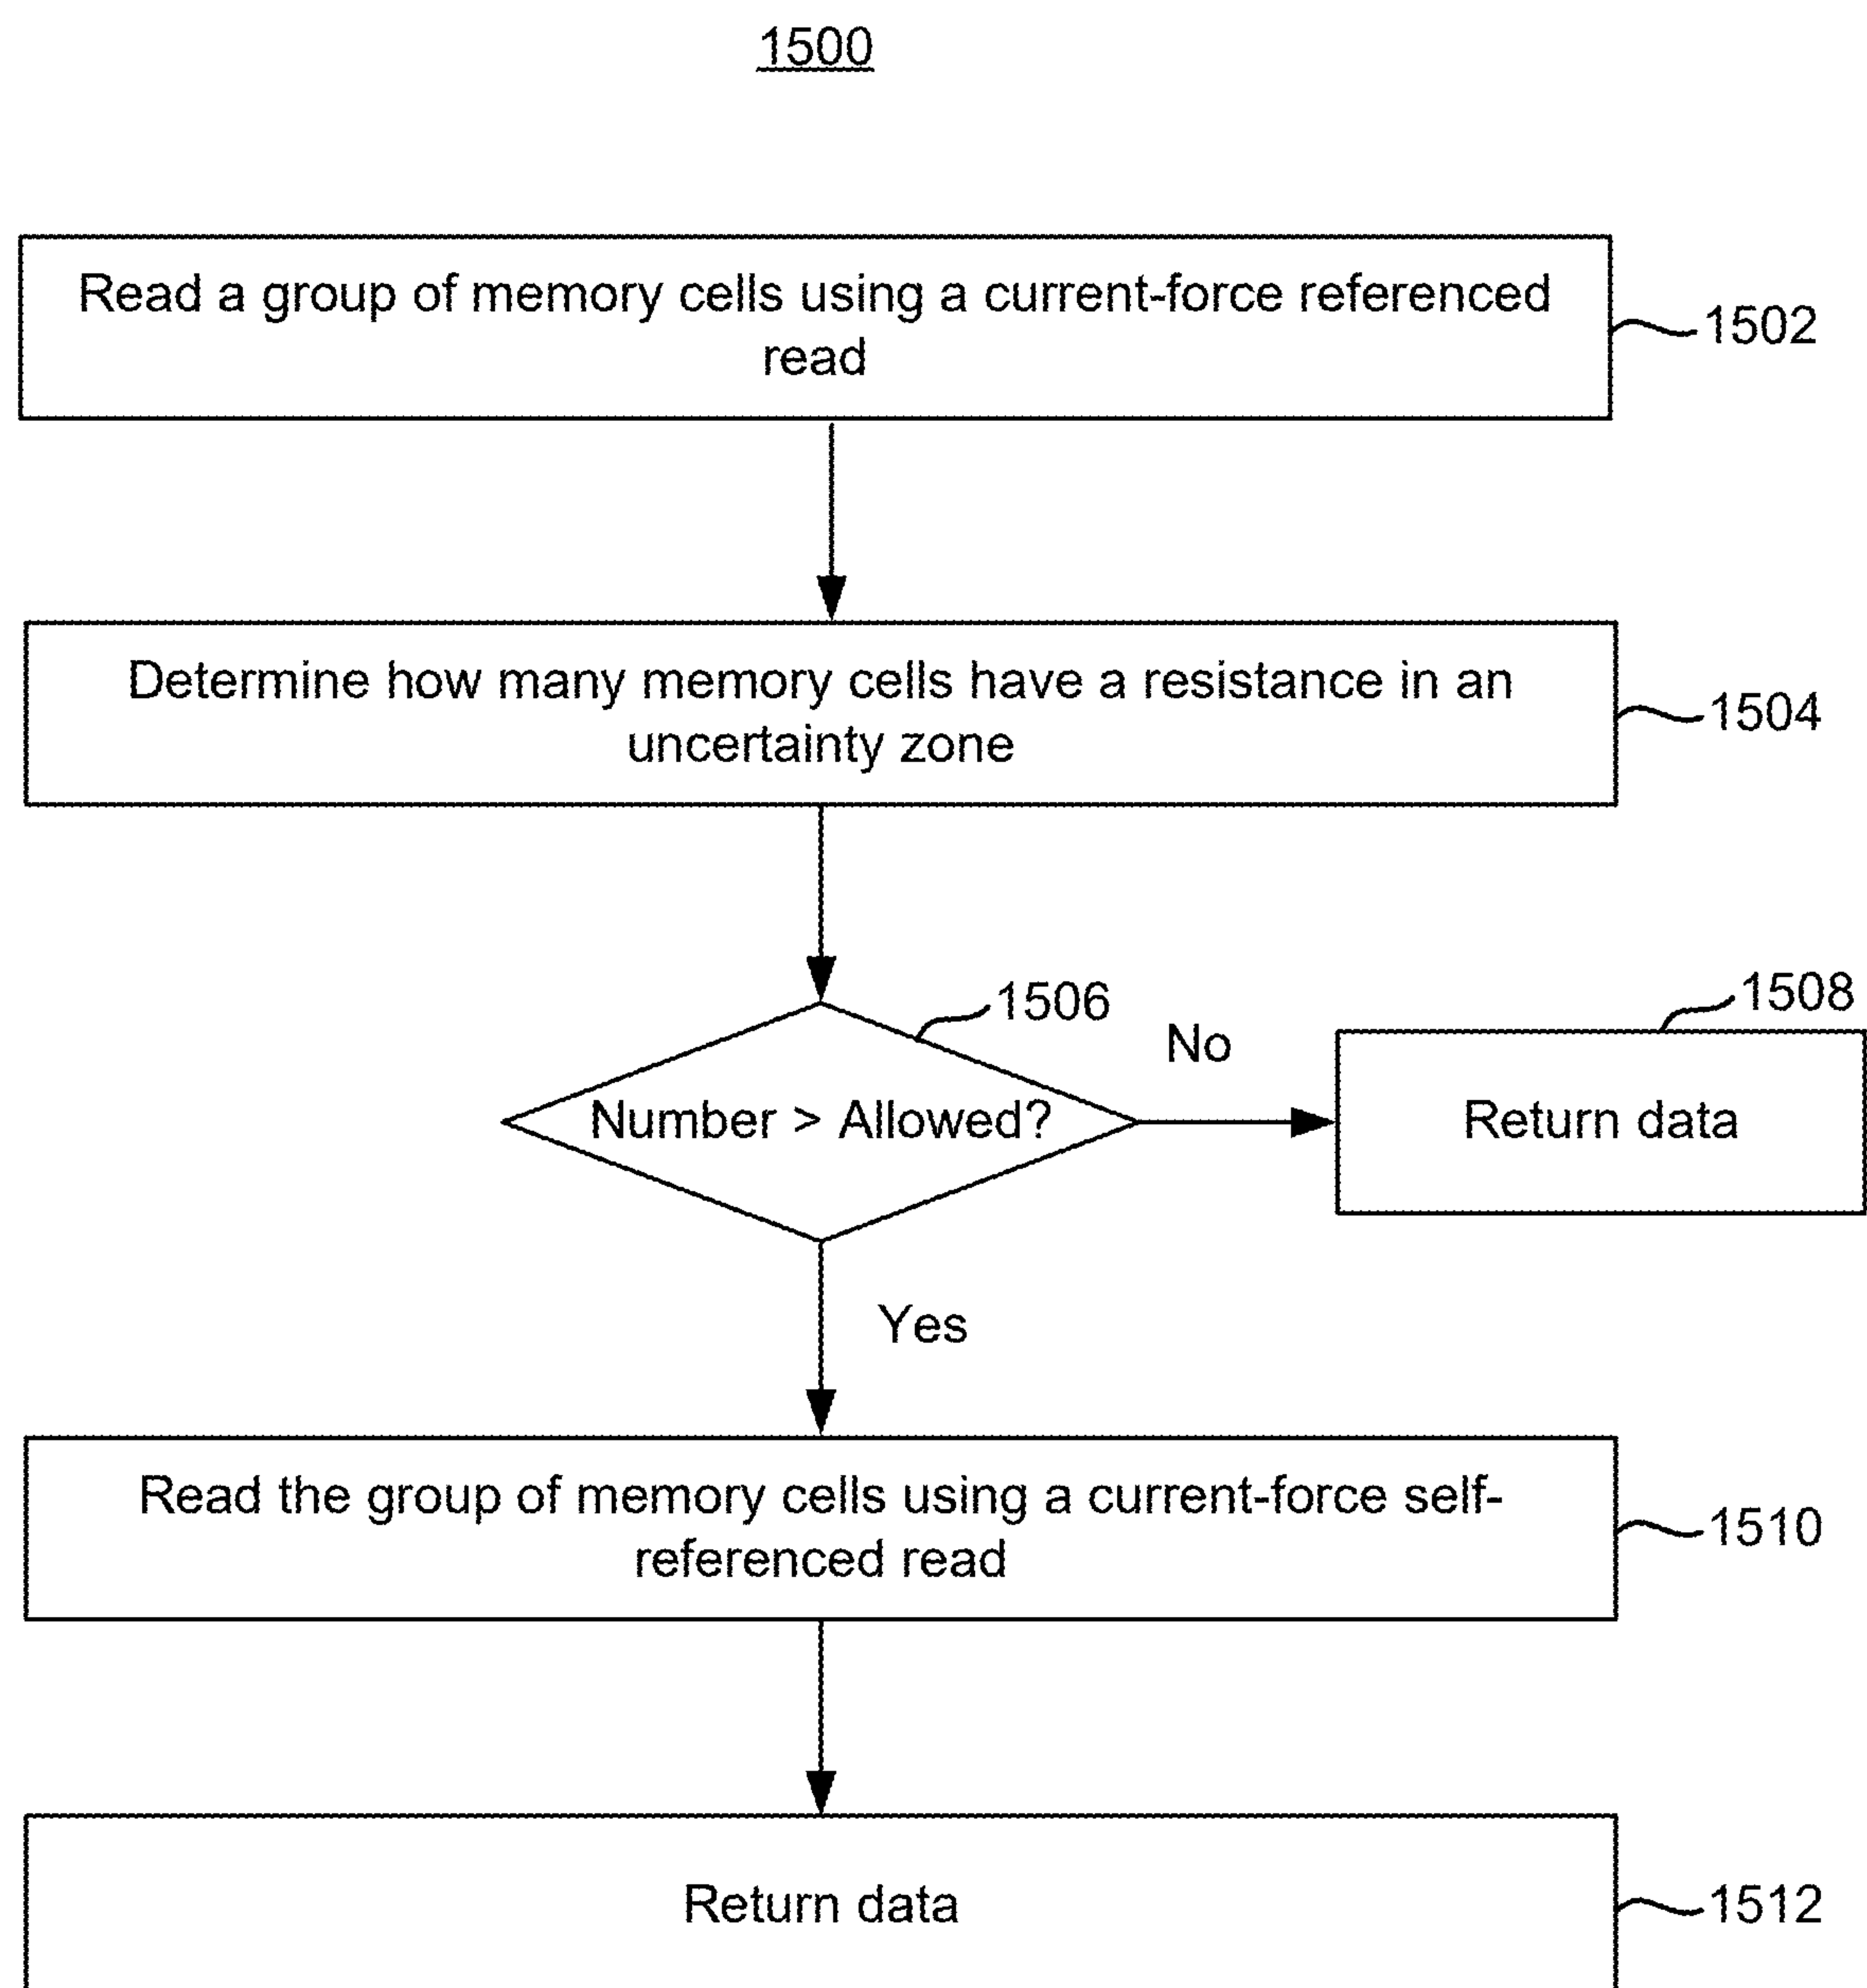 1500
Read a group of memory cells using a current-force referenced
read
1502
Determine how many memory cells have a resistance in an
uncertainty zone
1504
1506
Number > Allowed?
No
1508
Return data
Yes
Read the group of memory cells using a current-force self-
referenced read
1510
Return data
1512